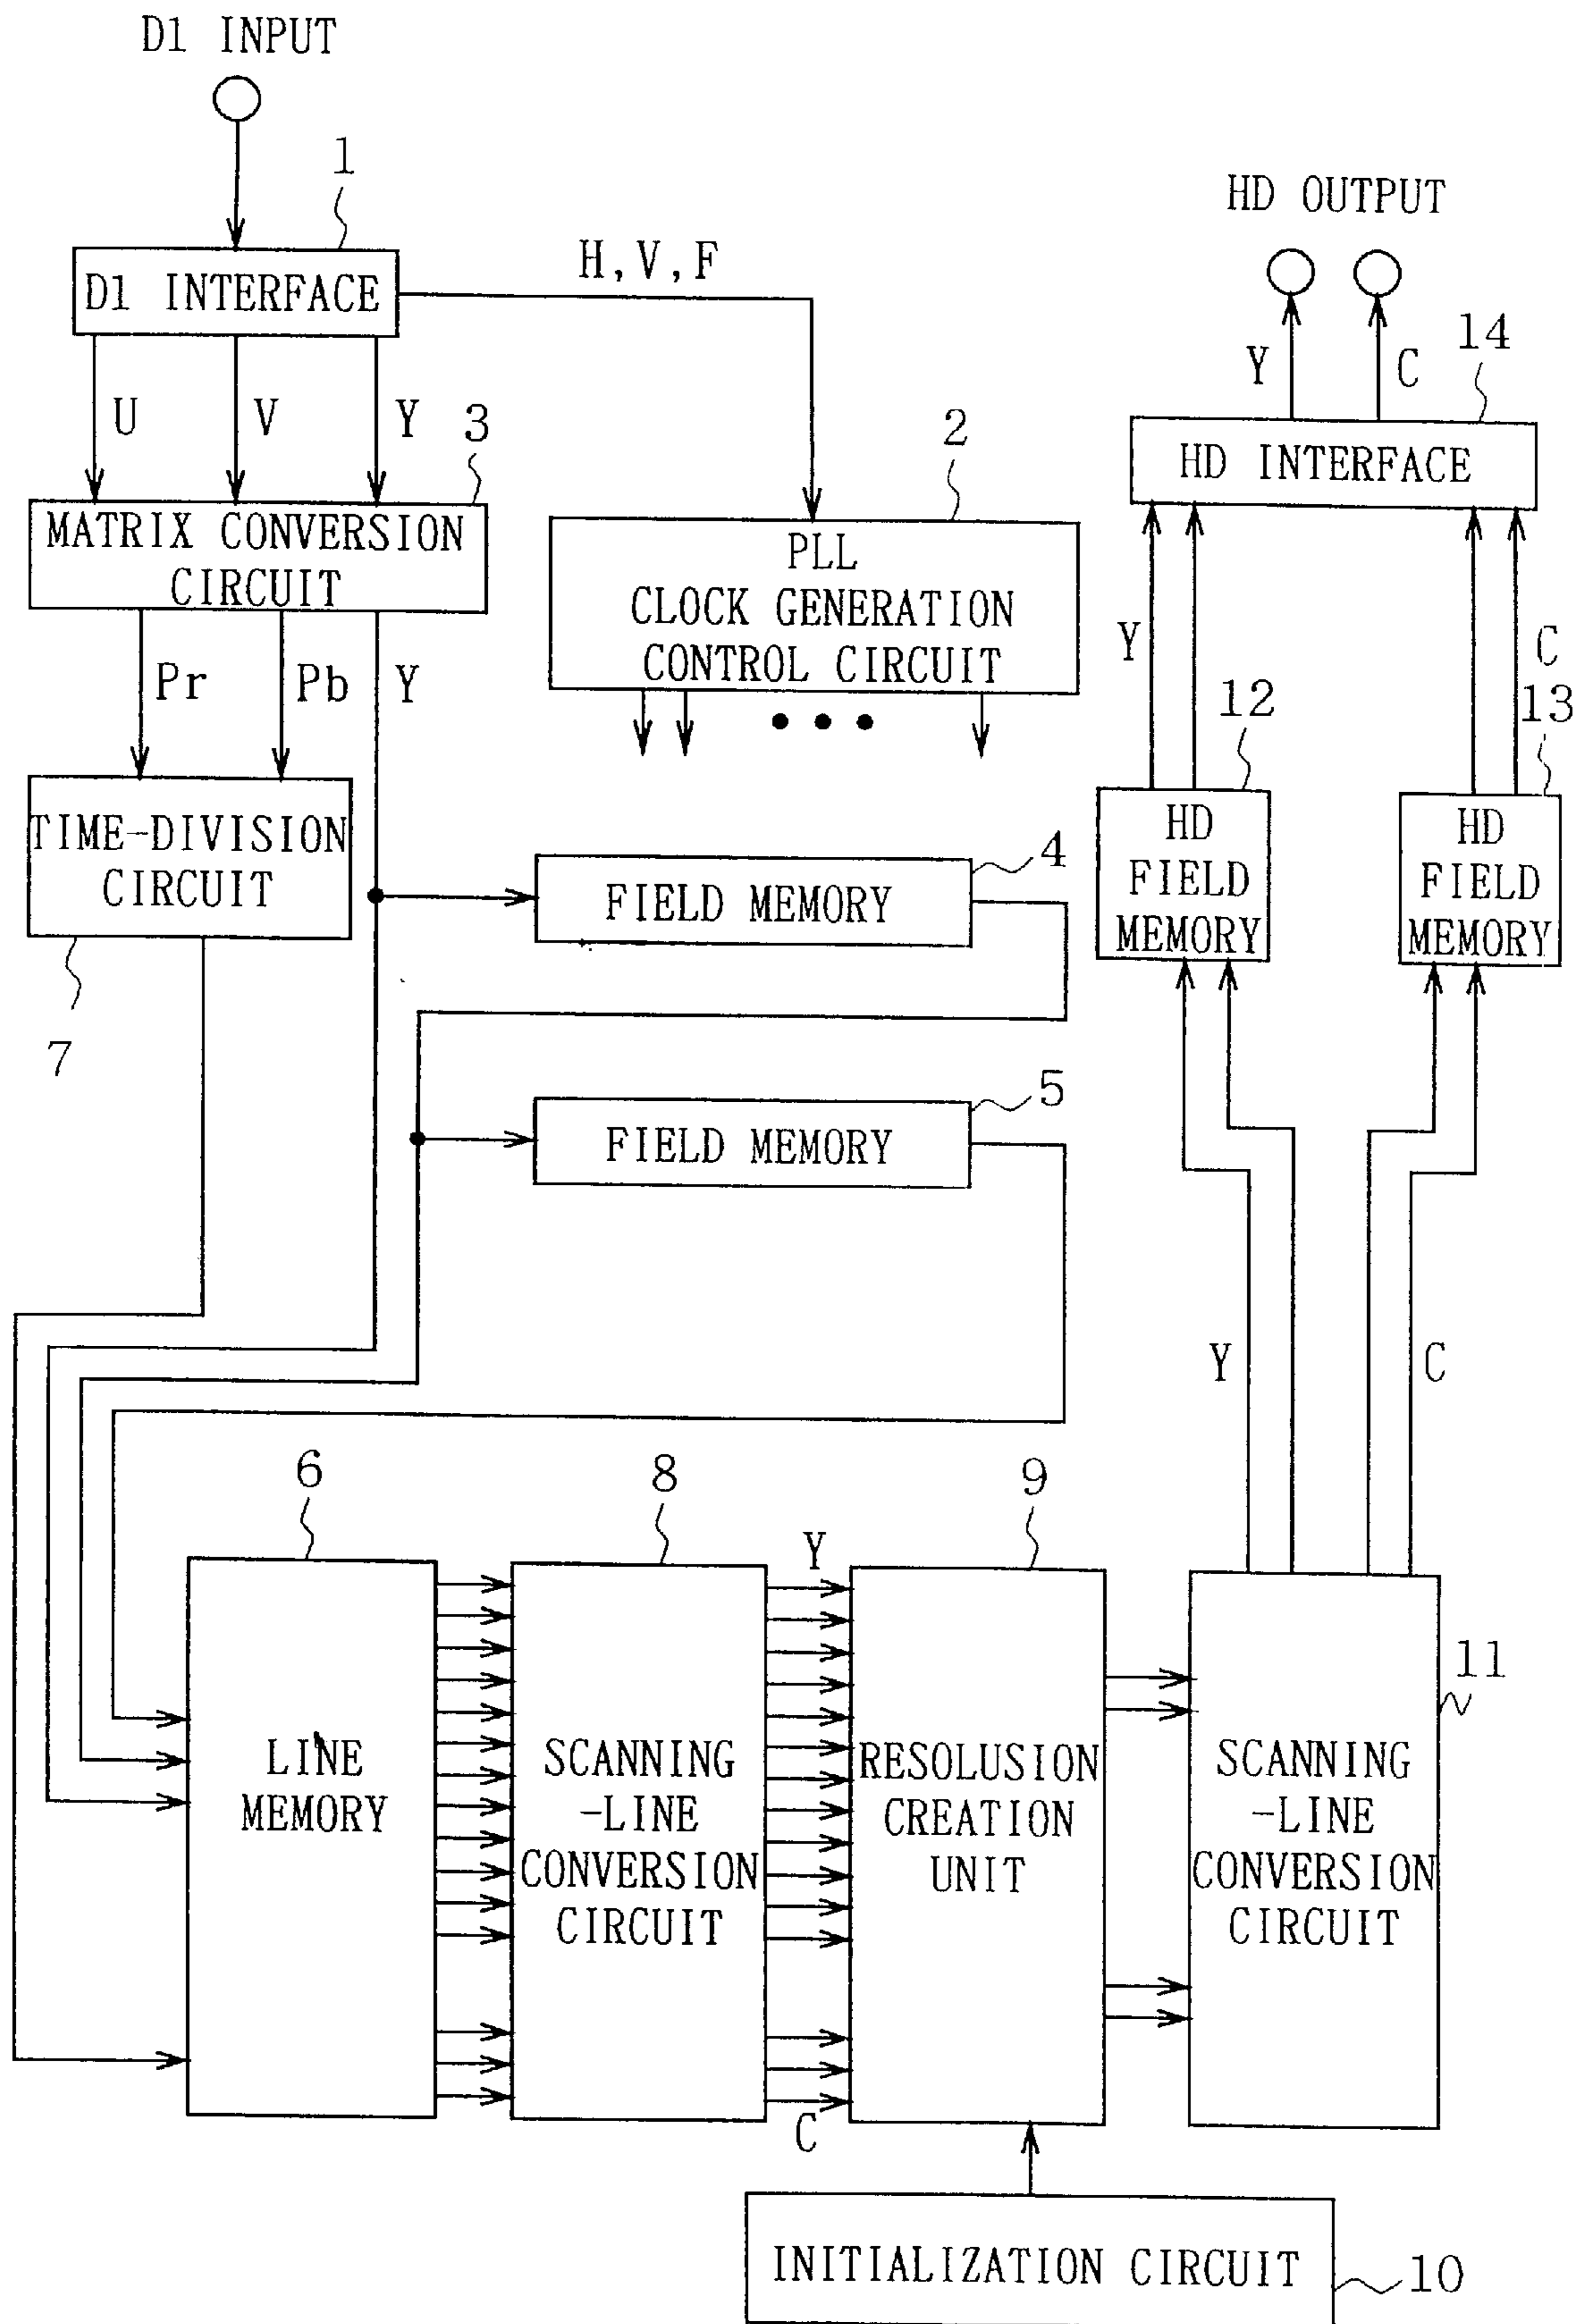 D1 INPUT
1
HD OUTPUT
D1 INTERFACE
H, V, F
14
Y
C
U
V
Y
3
2
HD INTERFACE
MATRIX CONVERSION
CIRCUIT
PLL
CLOCK GENERATION
CONTROL CIRCUIT
Y
C
Pr
Pb
Y
12
13
TIME-DIVISION
CIRCUIT
4
FIELD MEMORY
HD
FIELD
MEMORY
HD
FIELD
MEMORY
7
5
FIELD MEMORY
Y
C
6
8
Y
9
11
LINE
MEMORY
SCANNING
-LINE
CONVERSION
CIRCUIT
RESOLUSION
CREATION
UNIT
SCANNING
-LINE
CONVERSION
CIRCUIT
C
INITIALIZATION CIRCUIT
10